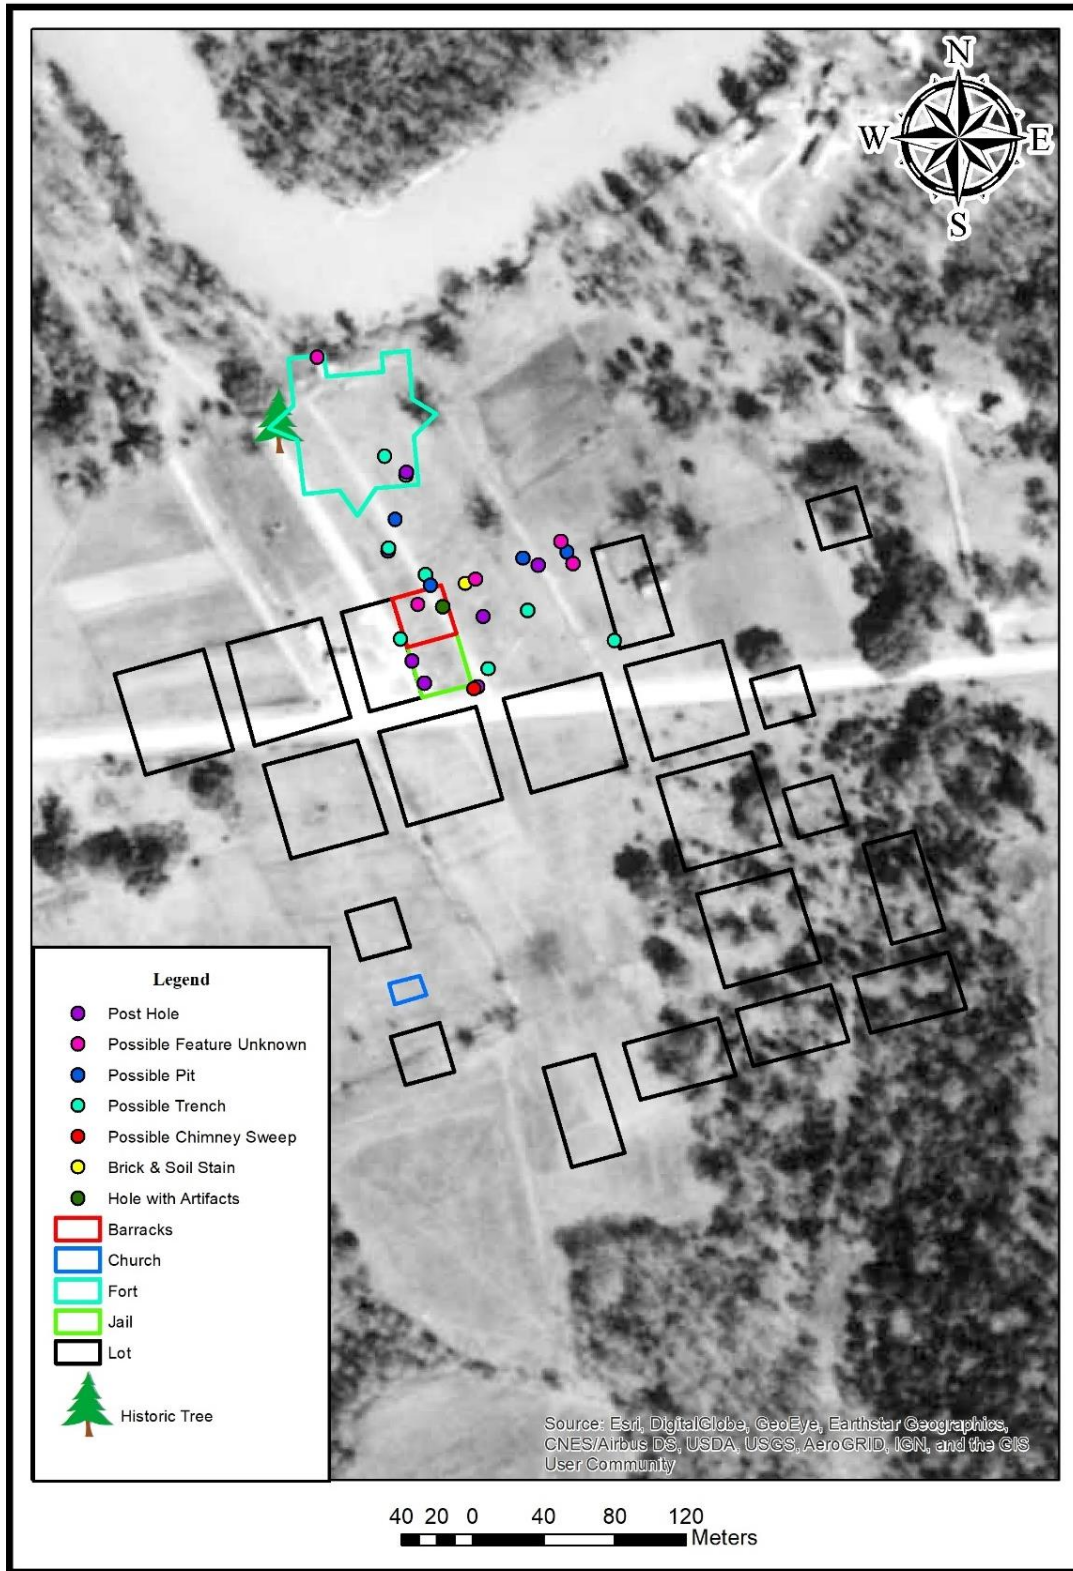 N
W E
S
Legend
Post Hole
Possible Feature Unknown
Possible Pit
Possible Trench
Possible Chimney Sweep
Brick & Soil Stain
Hole with Artifacts
Barracks
Church
Fort
Jail
Lot
Historic Tree
Source: Esri, DigitalGlobe, GeoEye, Earthstar Geographics,
CNES/Airbus DS, USDA, USGS, AeroGRID, IGN, and the GIS
User Community
40 20 0 40 80 120
Meters